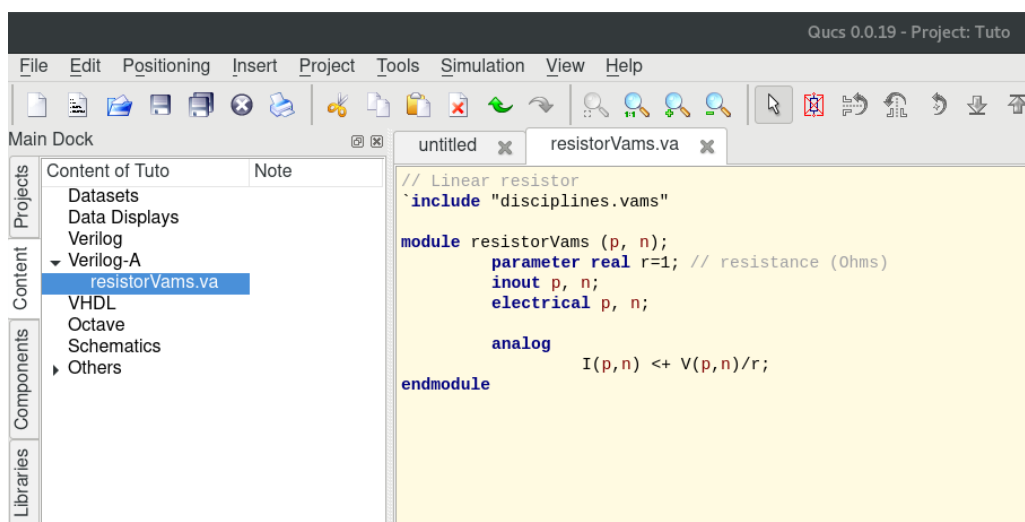 Qucs 0.0.19 - Project: Tuto
File Edit Positioning Insert Project Tools Simulation View Help
1:1
Main Dock
untitled
resistorVams.va
Projects
Content
Components
Libraries
Content of Tuto Note
Datasets
Data Displays
Verilog
Verilog-A
resistorVams.va
VHDL
Octave
Schematics
Others
// Linear resistor
`include "disciplines.vams"
module resistorVams (p, n);
parameter real r=1; // resistance (Ohms)
inout p, n;
electrical p, n;
analog
I(p,n) <+ V(p,n)/r;
endmodule